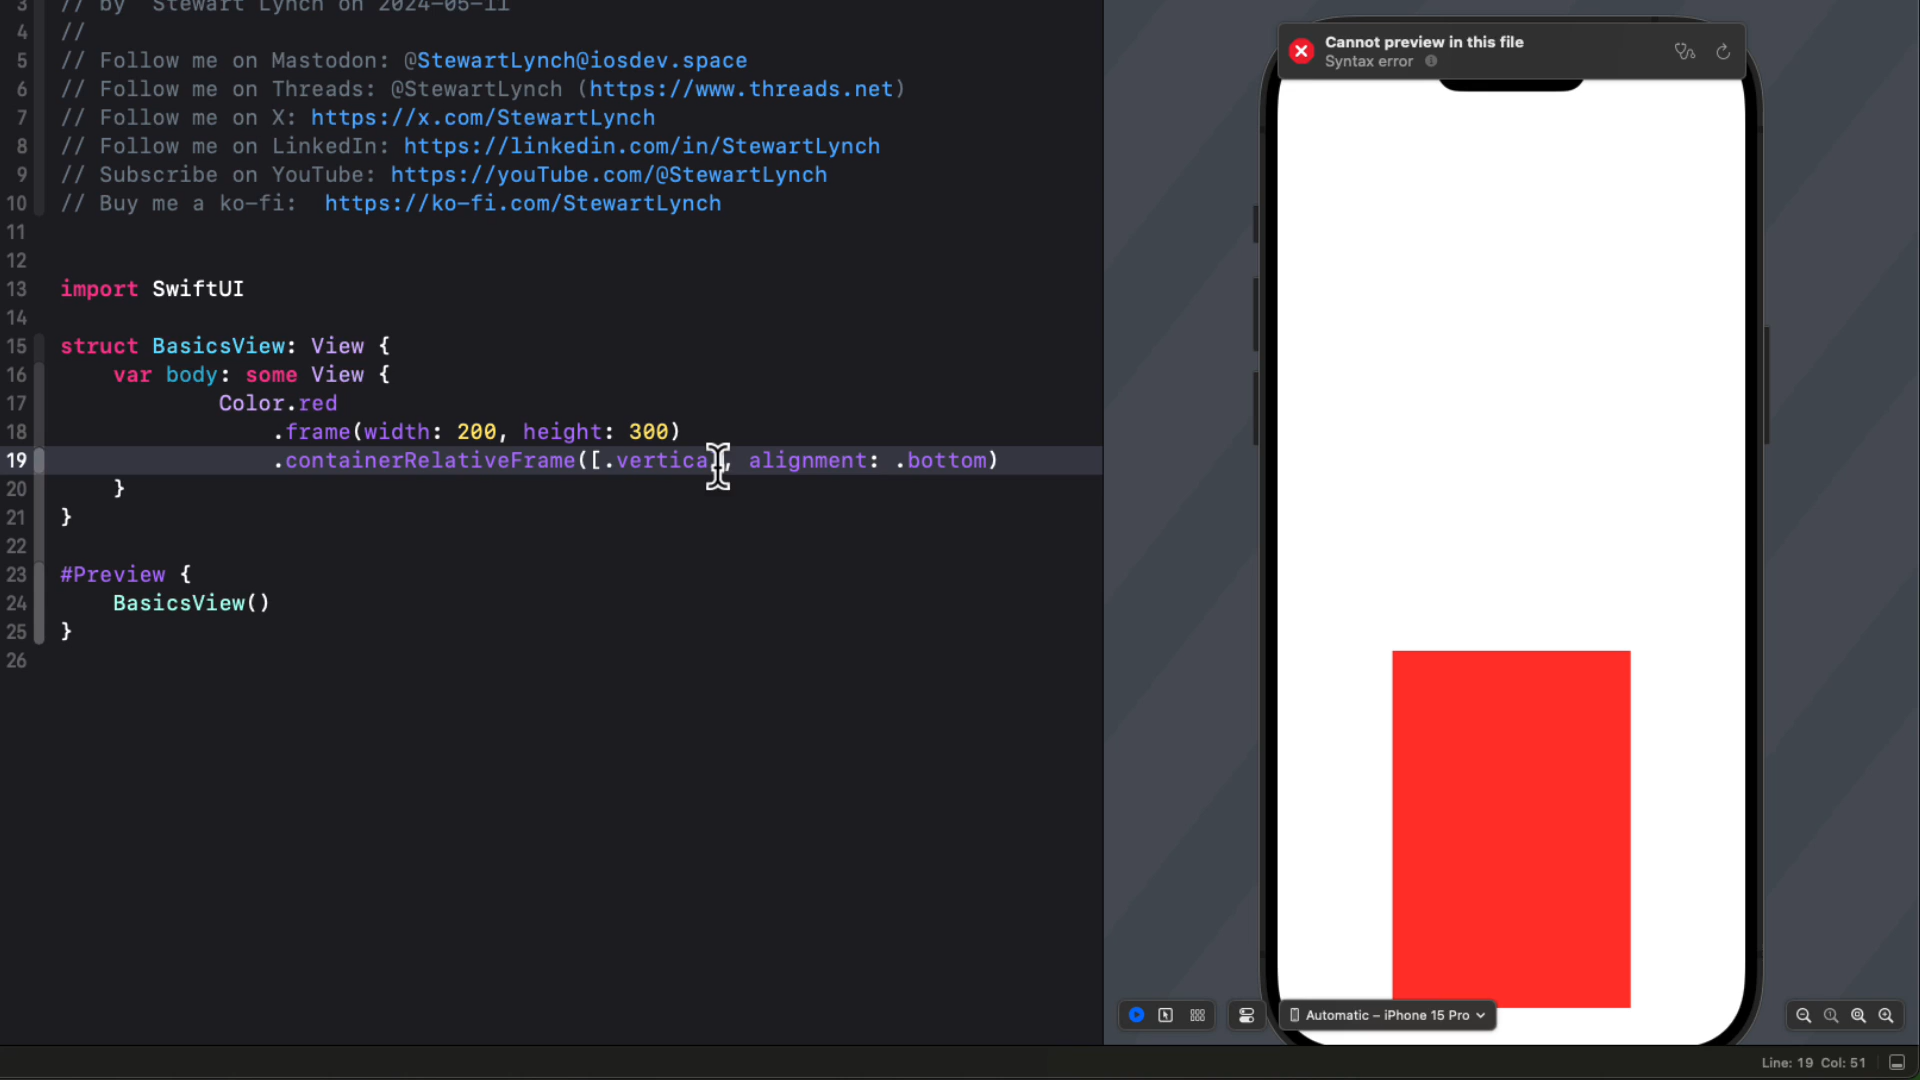 3 // by  Stewart Lynch on 2024-05-11
4 //
5 // Follow me on Mastodon: @StewartLynch@iosdev.space
6 // Follow me on Threads: @StewartLynch (https://www.threads.net)
7 // Follow me on X: https://x.com/StewartLynch
8 // Follow me on LinkedIn: https://linkedin.com/in/StewartLynch
9 // Subscribe on YouTube: https://youTube.com/@StewartLynch
10 // Buy me a ko-fi:  https://ko-fi.com/StewartLynch
11
12
13 import SwiftUI
14
15 struct BasicsView: View {
16     var body: some View {
17             Color.red
18                 .frame(width: 200, height: 300)
19                 .containerRelativeFrame([.vertical, alignment: .bottom)
20     }
21 }
22
23 #Preview {
24     BasicsView()
25 }
26
Cannot preview in this file
Syntax error
Automatic – iPhone 15 Pro
Line: 19 Col: 51